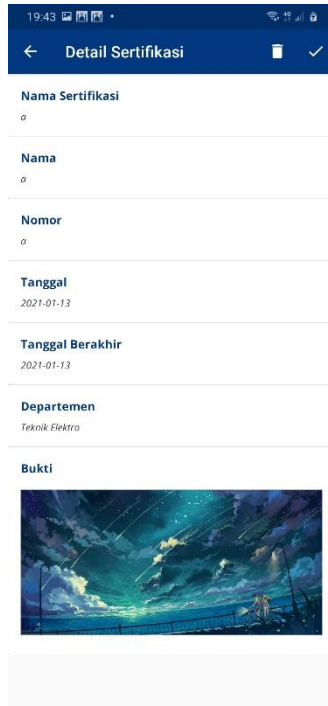 19:43
Detail Sertifikasi
Nama Sertifikasi
a
Nama
a
Nomor
a
Tanggal
2021-01-13
Tanggal Berakhir
2021-01-13
Departemen
Teknik Elektro
Bukti